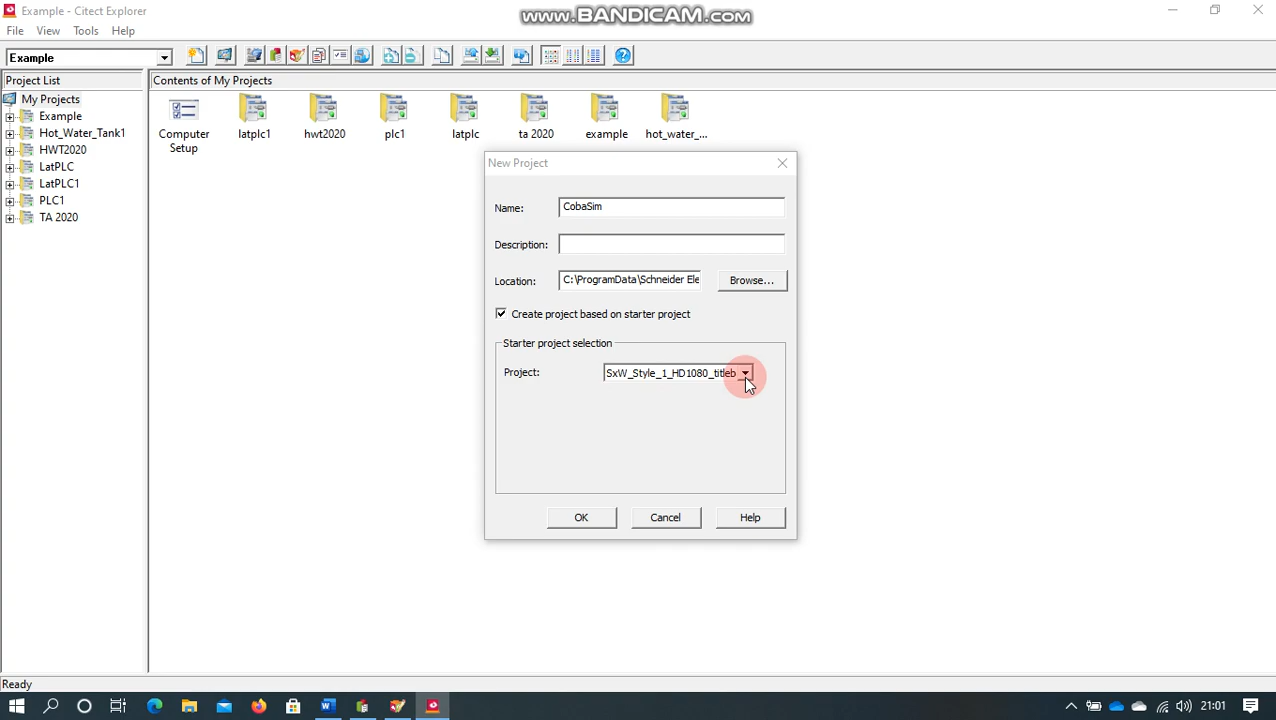 Example - Citect Explorer
www.BANDICAM.com
File View Tools Help
Example
Project List
Contents of My Projects
My Projects
Example
Hot_Water_Tank1
HWT2020
LatPLC
LatPLC1
PLC1
TA 2020
Computer Setup
latplc1
hwt2020
plc1
latplc
ta 2020
example
hot_water_...
New Project
Name: CobaSim
Description:
Location: C:\ProgramData\Schneider Ele Browse...
Create project based on starter project
Starter project selection
Project: SxW_Style_1_HD1080_titleb
OK Cancel Help
Ready
21:01